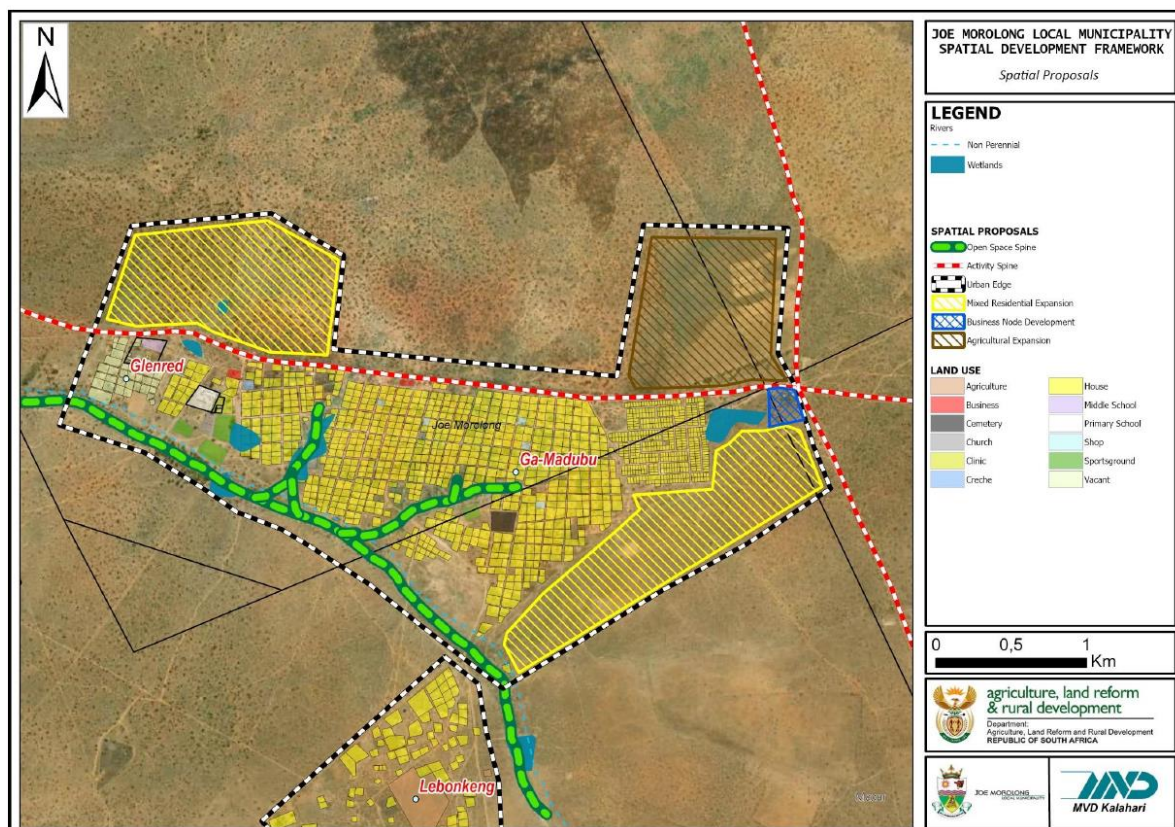 N
Glenred
Joe Morolong
Ga-Madubu
Lebonkeng
JOE MOROLONG LOCAL MUNICIPALITY
SPATIAL DEVELOPMENT FRAMEWORK
Spatial Proposals
LEGEND
Rivers
Non Perennial
Wetlands
SPATIAL PROPOSALS
Open Space Spine
Activity Spine
Urban Edge
Mixed Residential Expansion
Business Node Development
Agricultural Expansion
LAND USE
Agriculture
Business
Cemetery
Church
Clinic
Creche
House
Middle School
Primary School
Shop
Sportsground
Vacant
0 0,5 1
Km
agriculture, land reform
& rural development
Department:
Agriculture, Land Reform and Rural Development
REPUBLIC OF SOUTH AFRICA
JOE MOROLONG
LOCAL MUNICIPALITY
MVD
MVD Kalahari